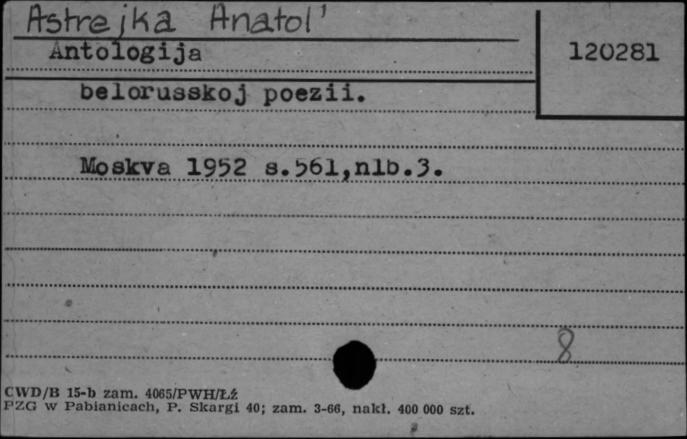 Astrejka Anatol'
Antologija
120281
belorusskoj poezii.
Moskva 1952 s.561,nlb.3.
8
CWD/B 15-b zam. 4065/PWH/Łź
PZG w Pabianicach, P. Skargi 40; zam. 3-66, nakł. 400 000 szt.